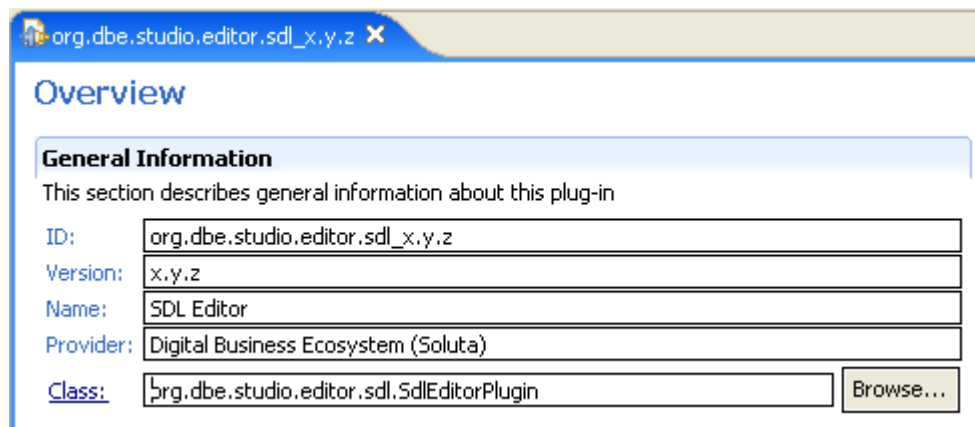 org.dbe.studio.editor.sdl_x.y.z
Overview
General Information
This section describes general information about this plug-in
ID: org.dbe.studio.editor.sdl_x.y.z
Version: x.y.z
Name: SDL Editor
Provider: Digital Business Ecosystem (Soluta)
Class: org.dbe.studio.editor.sdl.SdlEditorPlugin Browse...